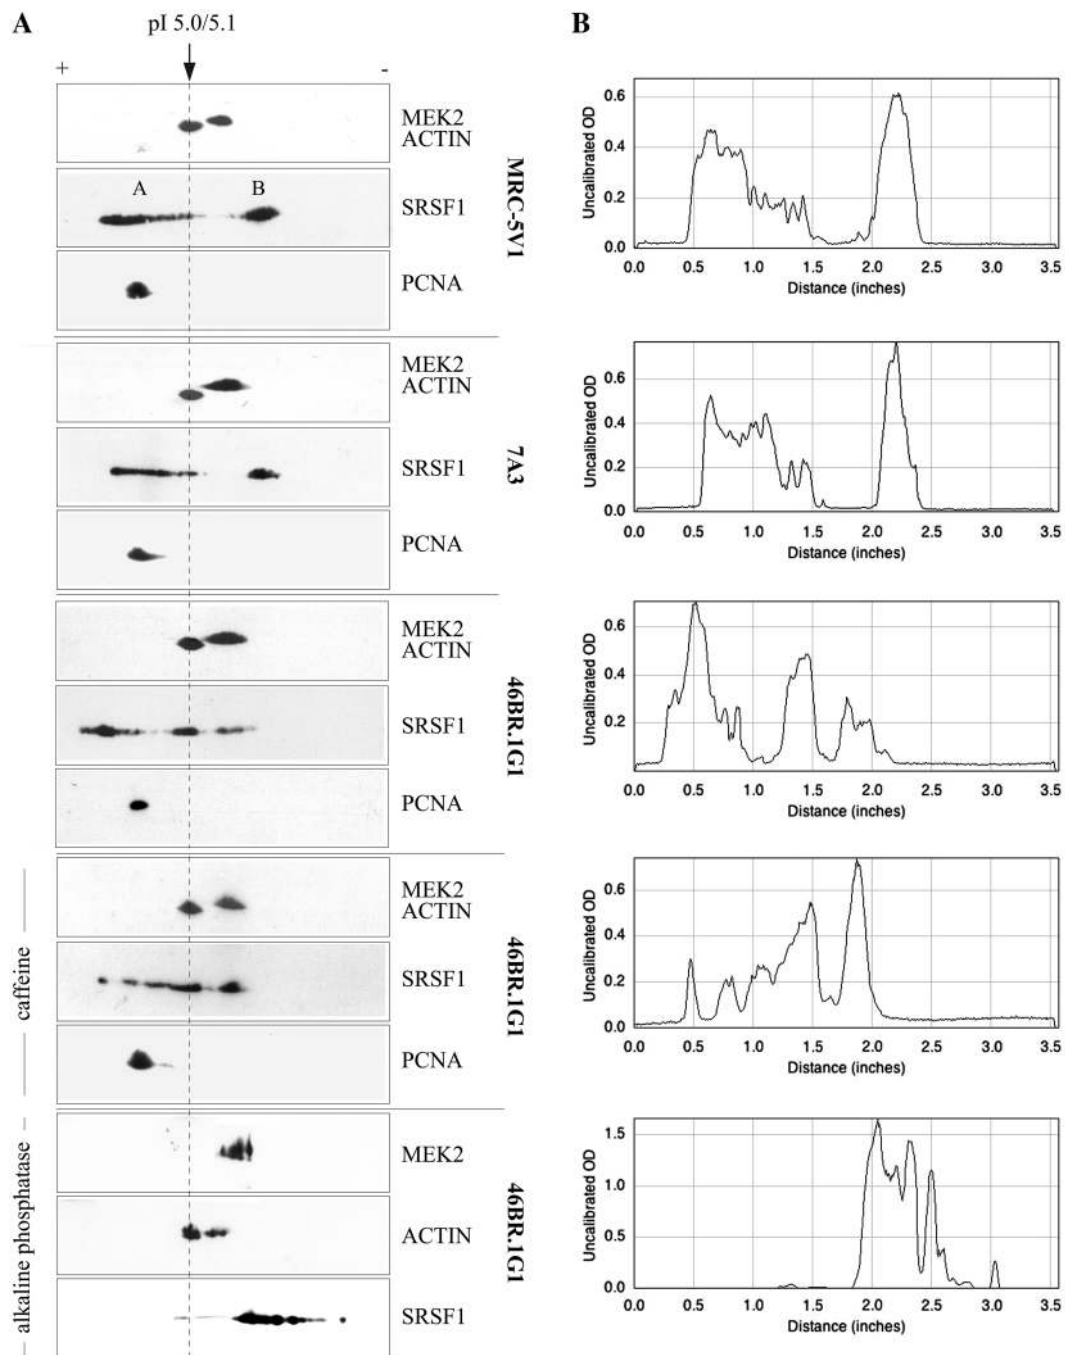 A
pI 5.0/5.1
B
+
-
MEK2
ACTIN
A
B
SRSF1
PCNA
MRC-5V1
MEK2
ACTIN
SRSF1
PCNA
7A3
MEK2
ACTIN
SRSF1
PCNA
46BR.1G1
caffeine
MEK2
ACTIN
SRSF1
PCNA
46BR.1G1
alkaline phosphatase
MEK2
ACTIN
SRSF1
46BR.1G1
Uncalibrated OD
0.6
0.4
0.2
0.0
0.0 0.5 1.0 1.5 2.0 2.5 3.0 3.5
Distance (inches)
Uncalibrated OD
0.6
0.4
0.2
0.0
0.0 0.5 1.0 1.5 2.0 2.5 3.0 3.5
Distance (inches)
Uncalibrated OD
0.6
0.4
0.2
0.0 0.5 1.0 1.5 2.0 2.5 3.0 3.5
Distance (inches)
Uncalibrated OD
0.6
0.4
0.2
0.0
0.0 0.5 1.0 1.5 2.0 2.5 3.0 3.5
Distance (inches)
Uncalibrated OD
1.5
1.0
0.5
0.0
0.0 0.5 1.0 1.5 2.0 2.5 3.0 3.5
Distance (inches)